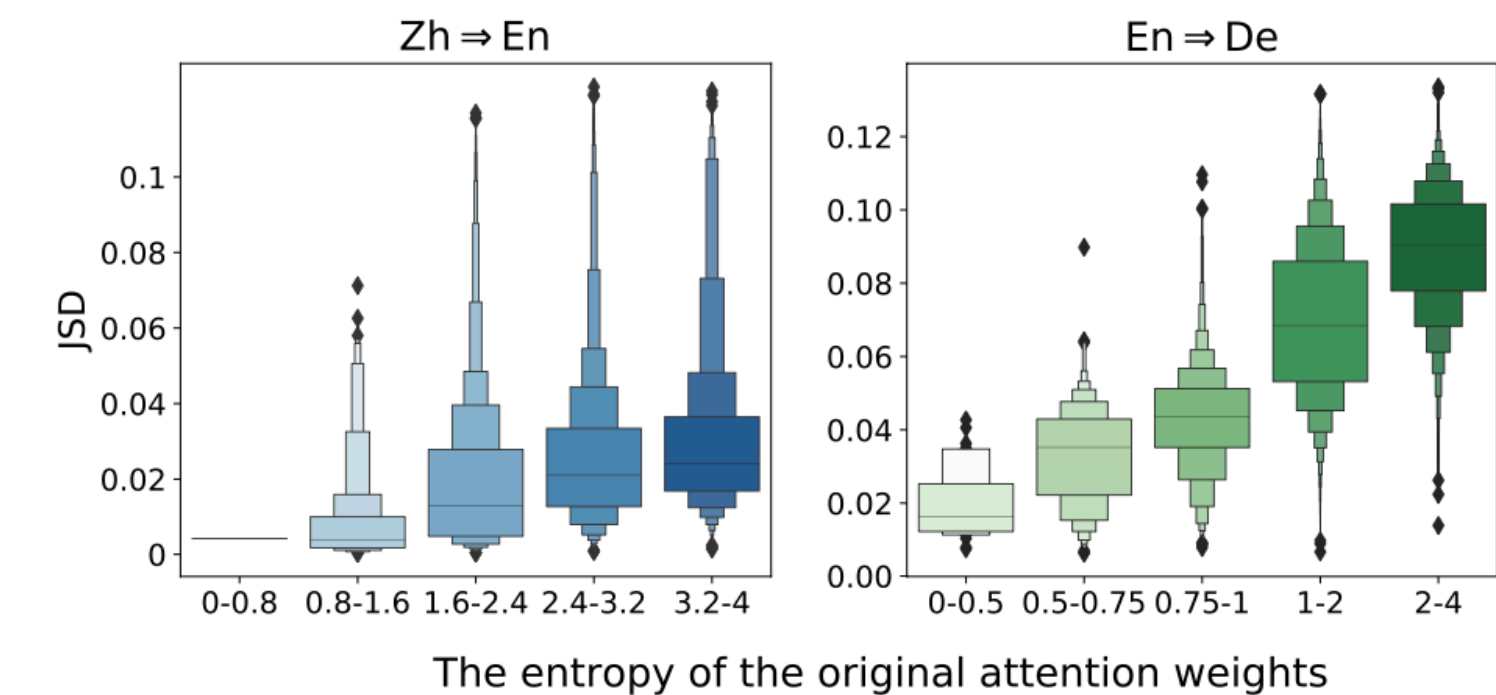 Zh ⇒ En
En ⇒ De
JSD
0.1
0.08
0.06
0.04
0.02
0
0.12
0.10
0.08
0.06
0.04
0.02
0.00
0-0.8 0.8-1.6 1.6-2.4 2.4-3.2 3.2-4
0-0.5 0.5-0.75 0.75-1 1-2 2-4
The entropy of the original attention weights